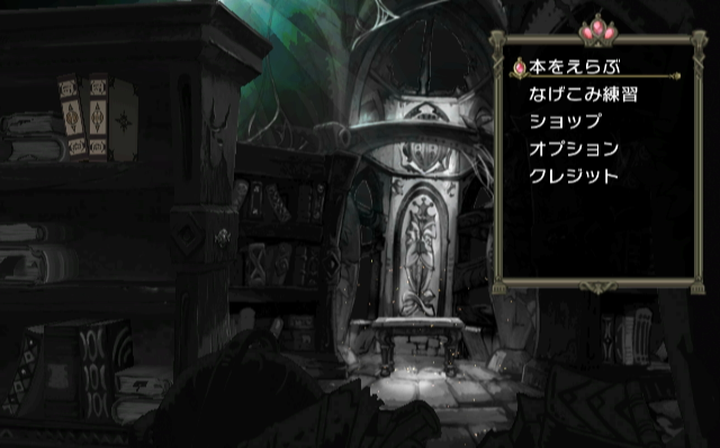 本をえらぶ
なげこみ練習
ショップ
オプション
クレジット